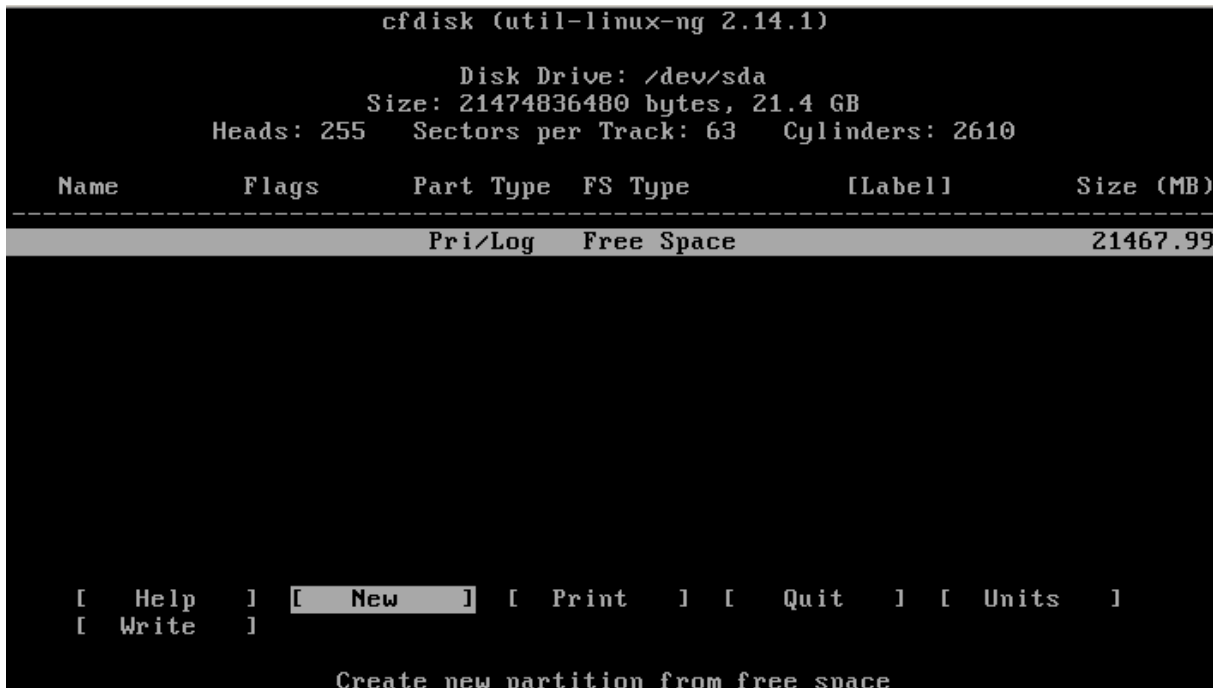 cfdisk (util-linux-ng 2.14.1)
Disk Drive: /dev/sda
Size: 21474836480 bytes, 21.4 GB
Heads: 255   Sectors per Track: 63   Cylinders: 2610
Name   Flags   Part Type   FS Type   [Label]   Size (MB)
Pri/Log   Free Space   21467.99
[ Help ] [ New ] [ Print ] [ Quit ] [ Units ]
[ Write ]
Create new partition from free space